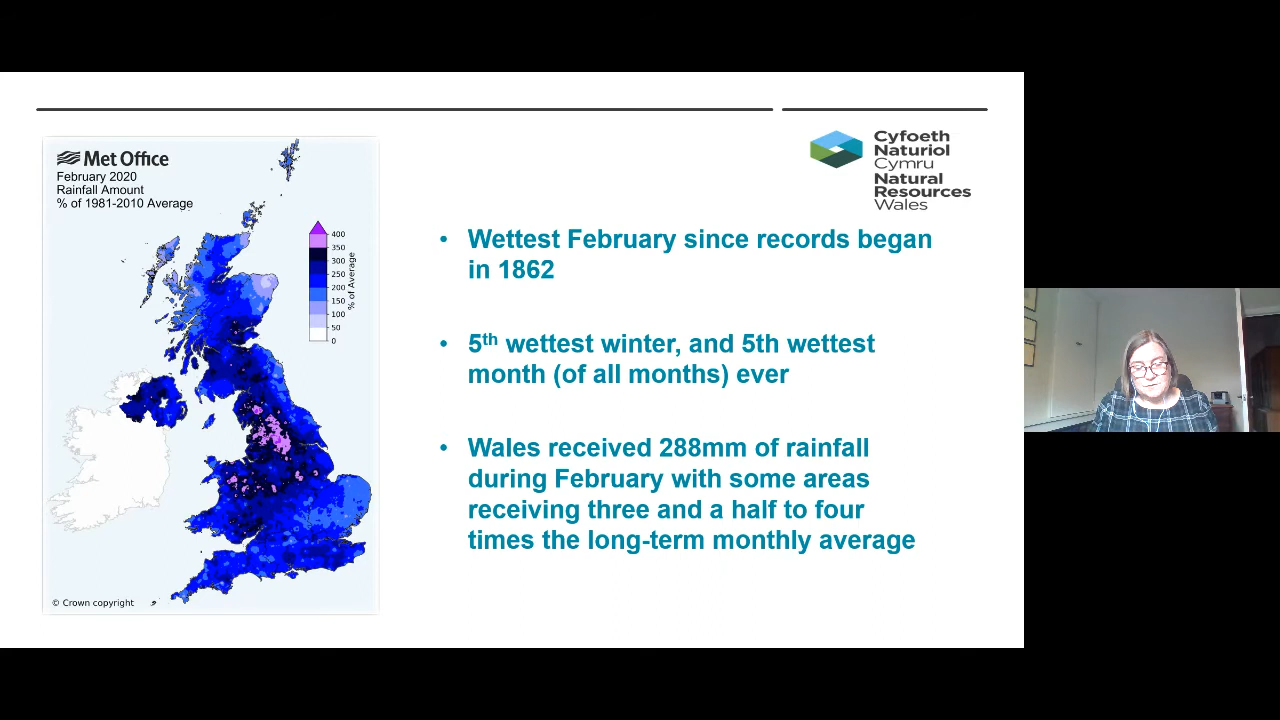 Met Office
February 2020
Rainfall Amount
% of 1981-2010 Average
400
350
300
250
200
150
100
50
0
% of Average
© Crown copyright
Cyfoeth
Naturiol
Cymru
Natural
Resources
Wales
• Wettest February since records began
in 1862
• 5th wettest winter, and 5th wettest
month (of all months) ever
• Wales received 288mm of rainfall
during February with some areas
receiving three and a half to four
times the long-term monthly average